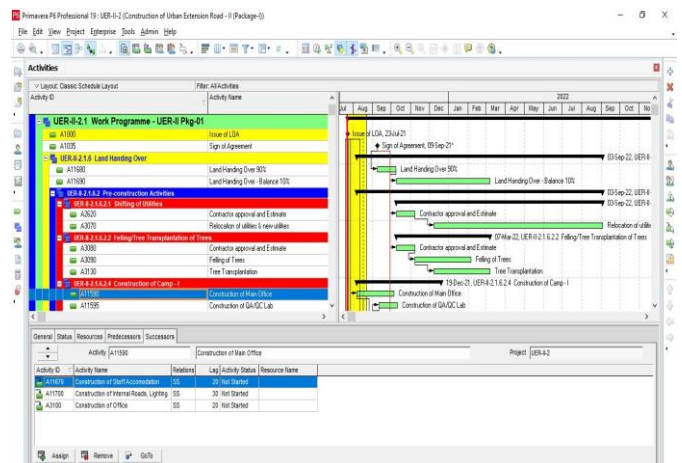 Primavera P6 Professional 19 : UER-II-2 (Construction of Urban Extension Road - II (Package-I))
File Edit View Project Enterprise Tools Admin Help
Activities
Layout: Classic Schedule Layout Filter: All Activities
Activity ID Activity Name
2022
Jul Aug Sep Oct Nov Dec Jan Feb Mar Apr May Jun Jul Aug Sep Oct No
UER-II-2.1 Work Programme - UER-II Pkg-01
A1000 Issue of LOA Issue of LOA, 23-Jul-21
A1035 Sign of Agreement Sign of Agreement, 09-Sep-21*
UER-II-2.1.6 Land Handing Over 03-Sep-22, UER-II-
A11680 Land Handing Over 90% Land Handing Over 90%
A11690 Land Handing Over - Balance 10% Land Handing Over - Balance 10%
UER-II-2.1.6.2 Pre-construction Activities 03-Sep-22, UER-II-
UER-II-2.1.6.2.1 Shifting of Utilities 03-Sep-22, UER-II-
A2620 Contractor approval and Estimate Contractor approval and Estimate
A3070 Relocation of utilities & new utilities Relocation of utilitie
UER-II-2.1.6.2.2 Felling/Tree Transplantation of Trees 07-Mar-22, UER-II-2.1.6.2.2 Felling/Tree Transplantation of Trees
A3080 Contractor approval and Estimate Contractor approval and Estimate
A3090 Felling of Trees Felling of Trees
A3130 Tree Transplantation Tree Transplantation
UER-II-2.1.6.2.4 Construction of Camp - I 19-Dec-21, UER-II-2.1.6.2.4 Construction of Camp - I
A11590 Construction of Main Office Construction of Main Office
A11595 Construction of QA/QC Lab Construction of QA/QC Lab
General Status Resources Predecessors Successors
Activity A11590 Construction of Main Office Project UER-II-2
Activity ID Activity Name Relations Lag Activity Status Resource Name
A11670 Construction of Staff Accomodation SS 20 Not Started
A11700 Construction of Internal Roads, Lighting SS 30 Not Started
A3100 Construction of Office SS 20 Not Started
Assign Remove GoTo